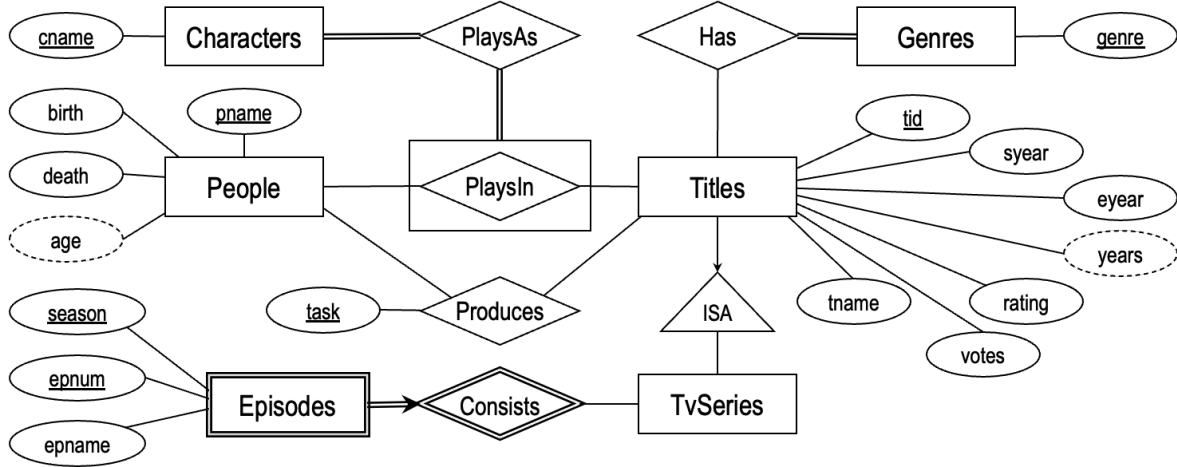 cname
Characters
PlaysAs
Has
Genres
genre
birth
pname
tid
syear
death
People
PlaysIn
Titles
eyear
age
years
season
task
Produces
ISA
tname
rating
votes
epnum
Episodes
Consists
TvSeries
epname